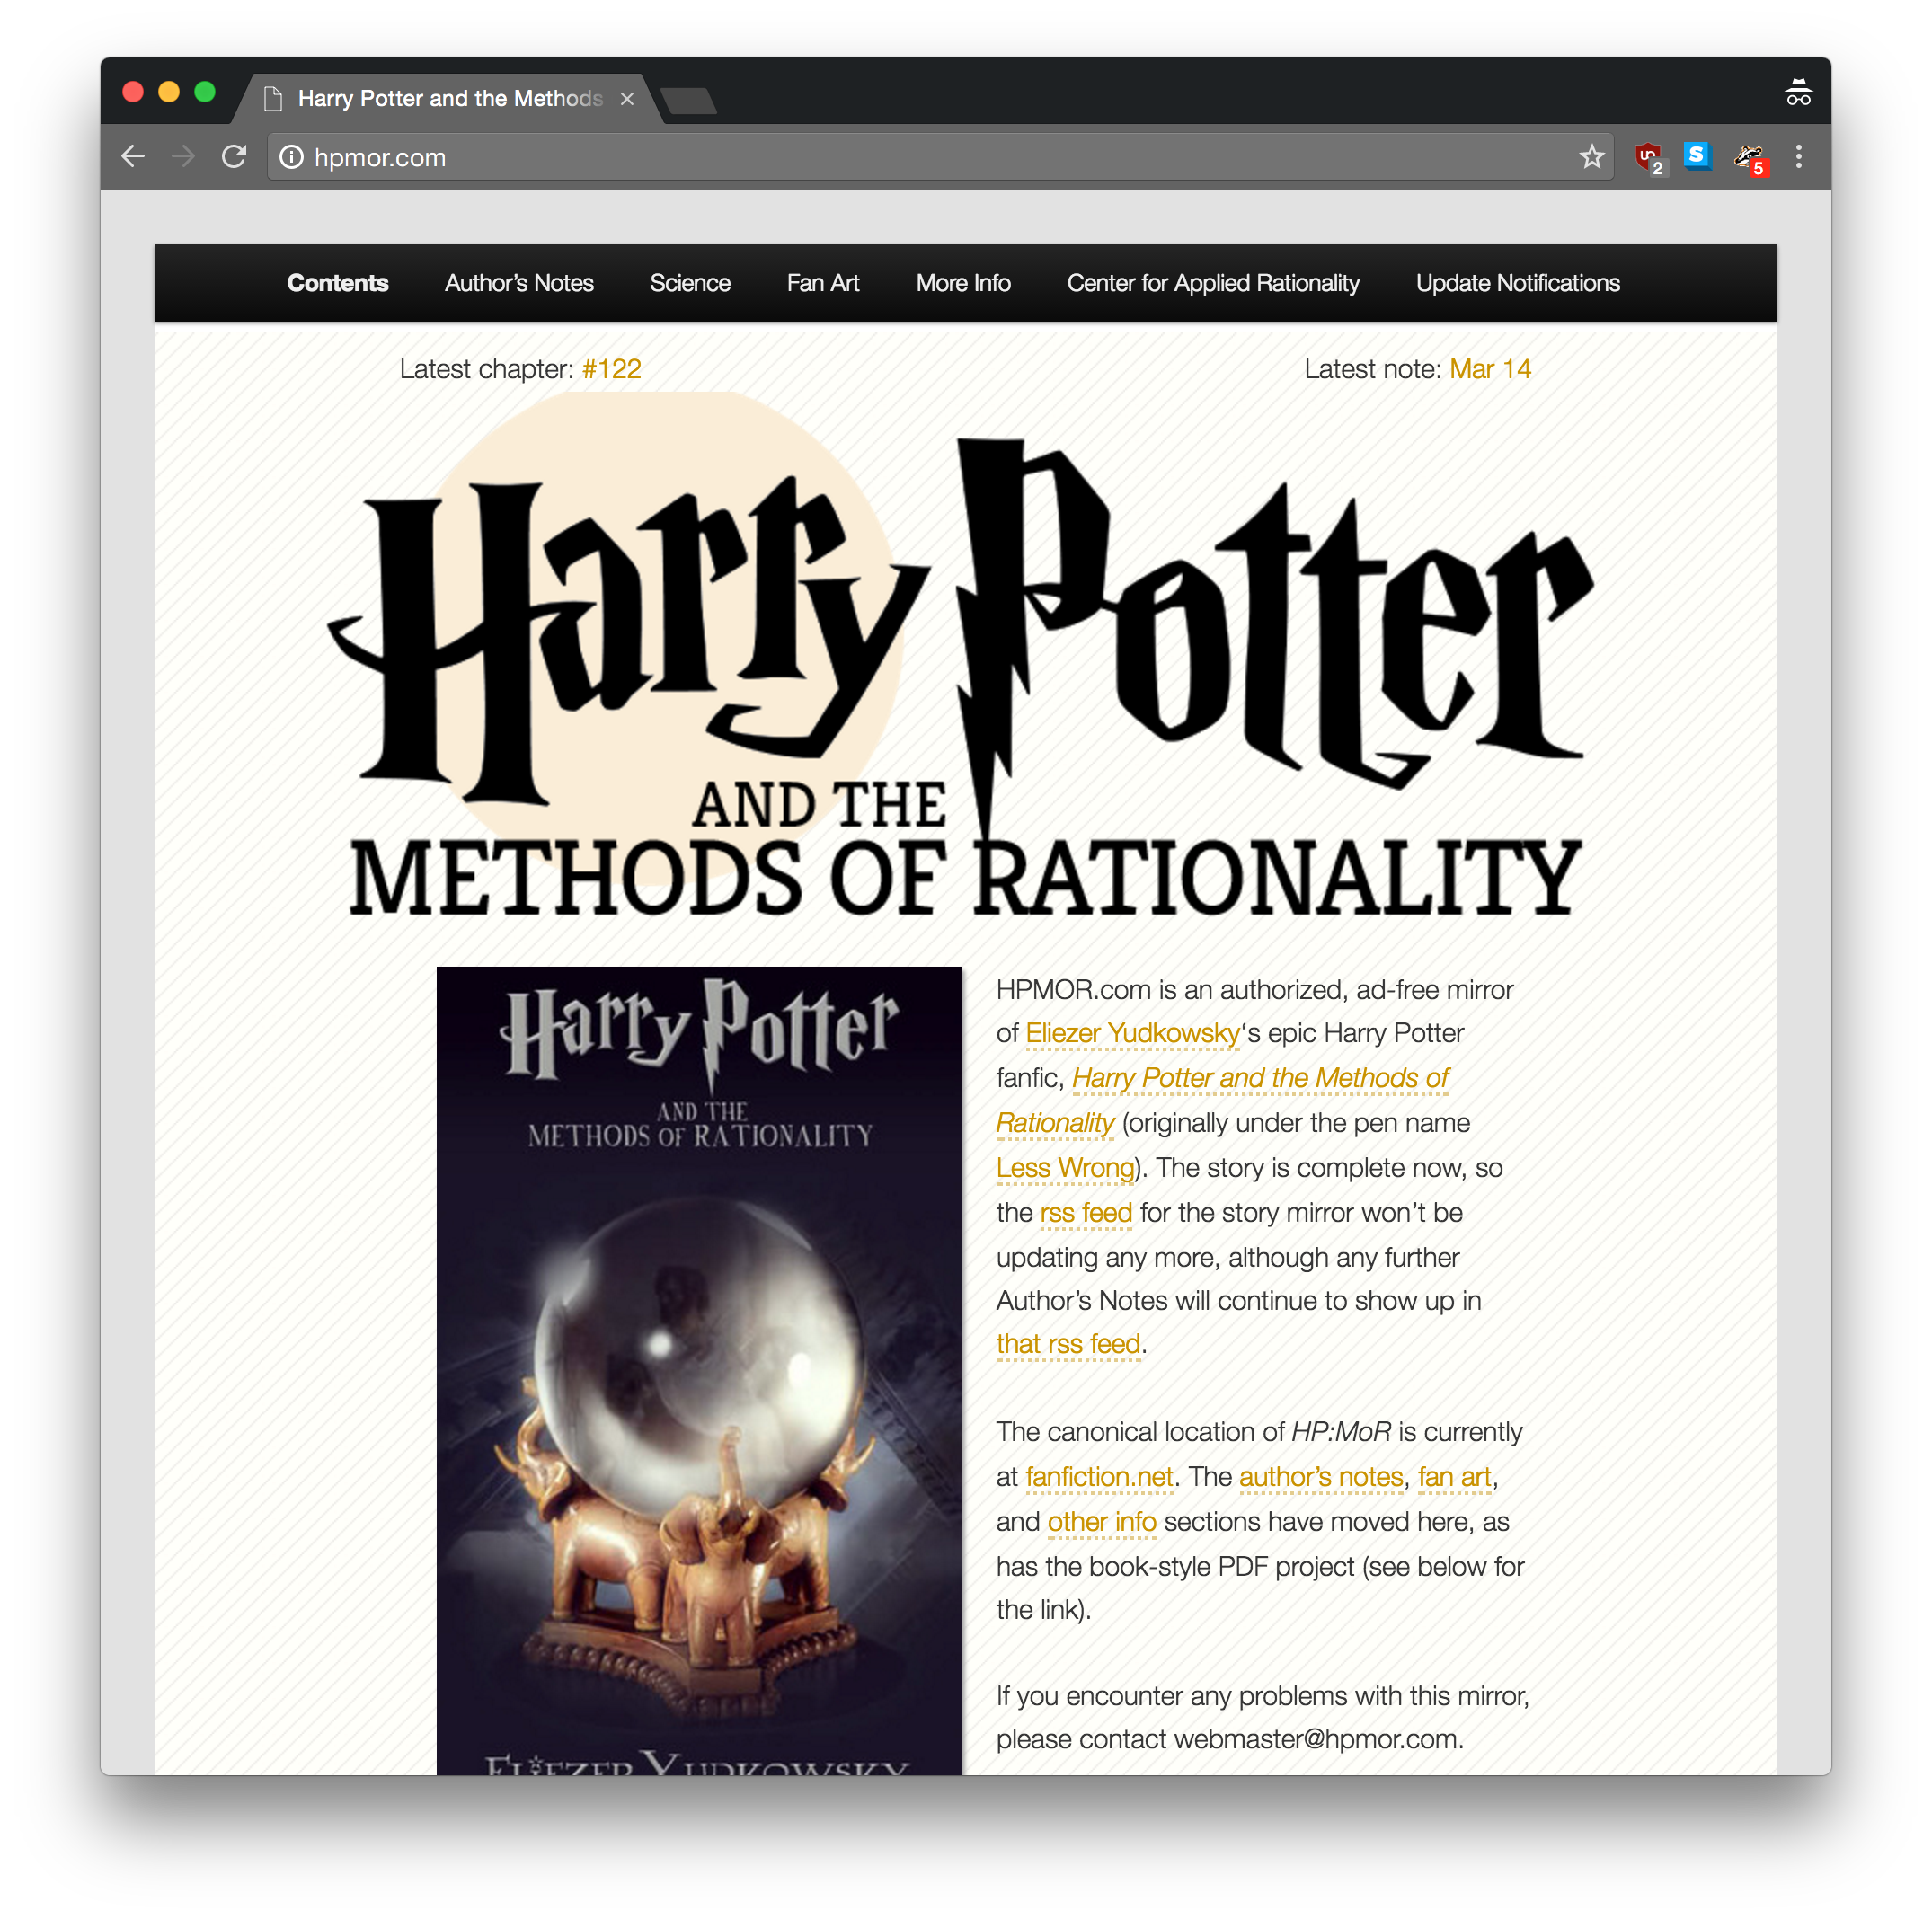 Harry Potter and the Methods
hpmor.com
2
S
5
Contents Author's Notes Science Fan Art More Info Center for Applied Rationality Update Notifications
Latest chapter: #122 Latest note: Mar 14
Harry Potter
AND THE
METHODS OF RATIONALITY
Harry Potter
AND THE
METHODS OF RATIONALITY
ELIEZER YUDKOWSKY
HPMOR.com is an authorized, ad-free mirror
of Eliezer Yudkowsky‘s epic Harry Potter
fanfic, Harry Potter and the Methods of
Rationality (originally under the pen name
Less Wrong). The story is complete now, so
the rss feed for the story mirror won’t be
updating any more, although any further
Author’s Notes will continue to show up in
that rss feed.
The canonical location of HP:MoR is currently
at fanfiction.net. The author’s notes, fan art,
and other info sections have moved here, as
has the book-style PDF project (see below for
the link).
If you encounter any problems with this mirror,
please contact webmaster@hpmor.com.